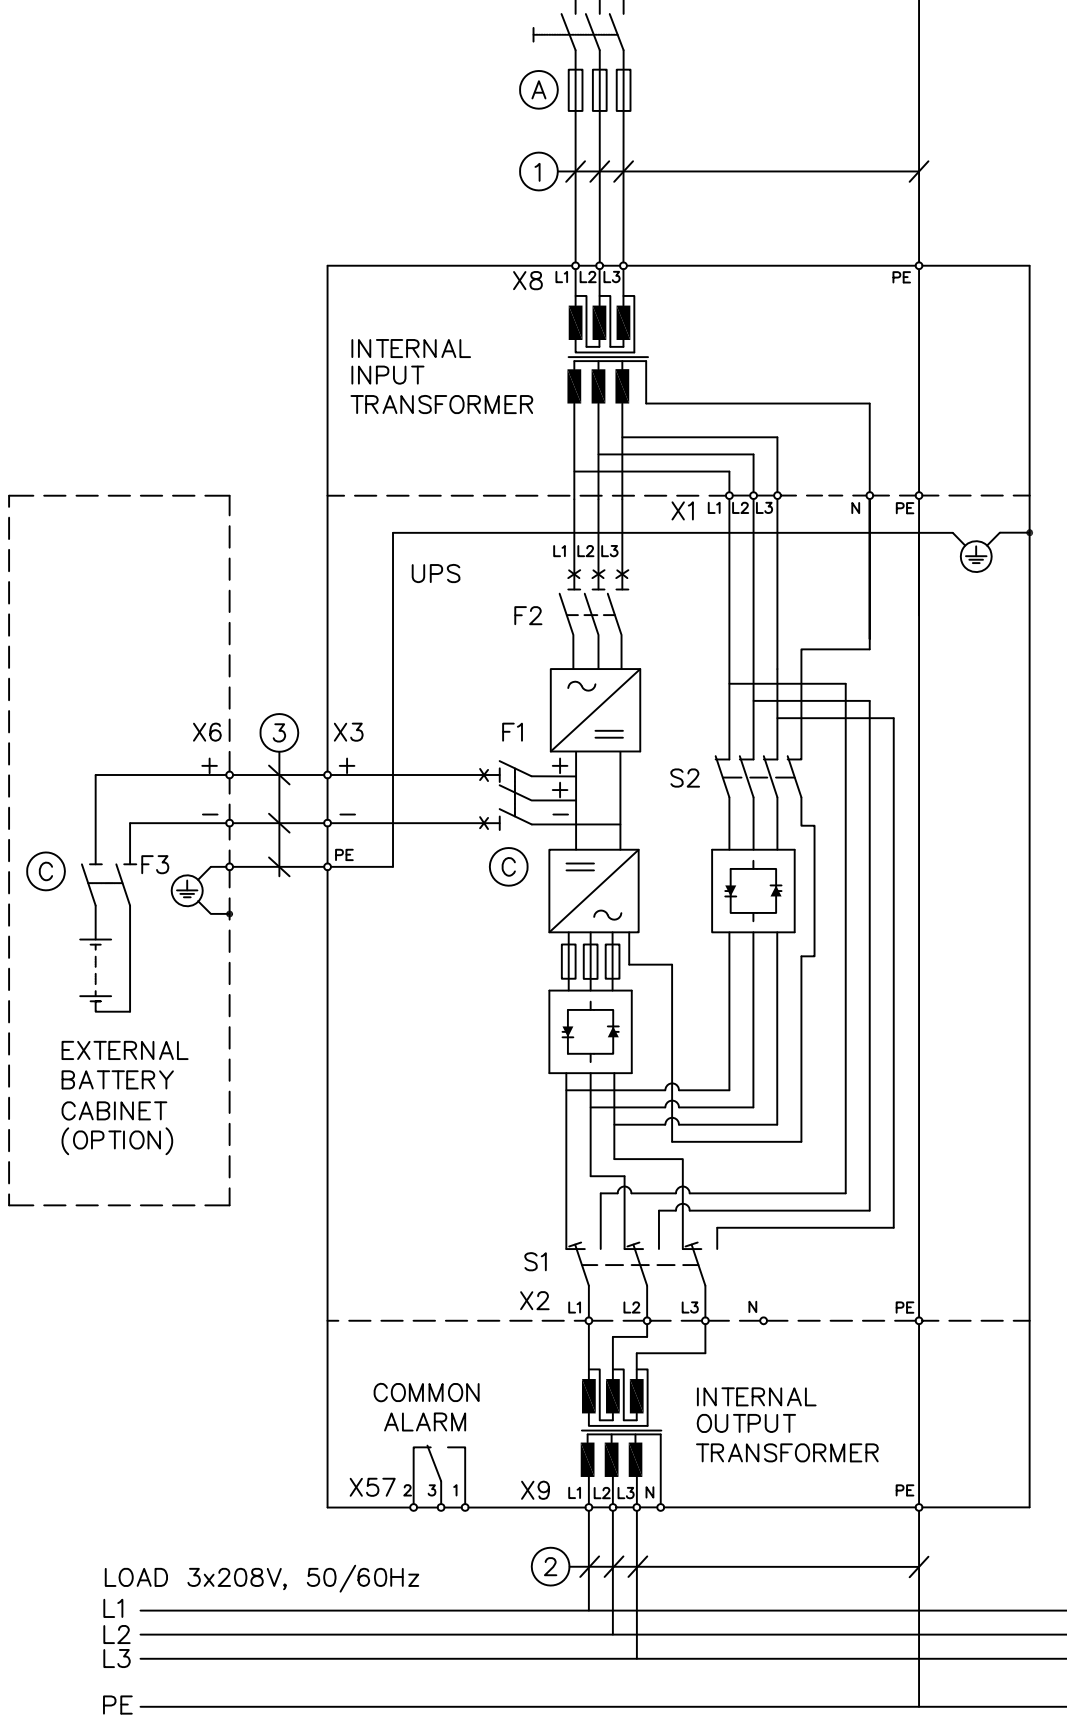 A
1
X8 L1 L2 L3 PE
INTERNAL
INPUT
TRANSFORMER
X1 L1 L2 L3 N PE
L1 L2 L3
UPS
F2
X6 3 X3 F1
+ + +
+
S2
− − −
PE
C F3 C
EXTERNAL
BATTERY
CABINET
(OPTION)
S1
X2 L1 L2 L3 N PE
COMMON
ALARM
INTERNAL
OUTPUT
TRANSFORMER
X57 2 3 1 X9 L1 L2 L3 N PE
2
LOAD 3x208V, 50/60Hz
L1
L2
L3
PE